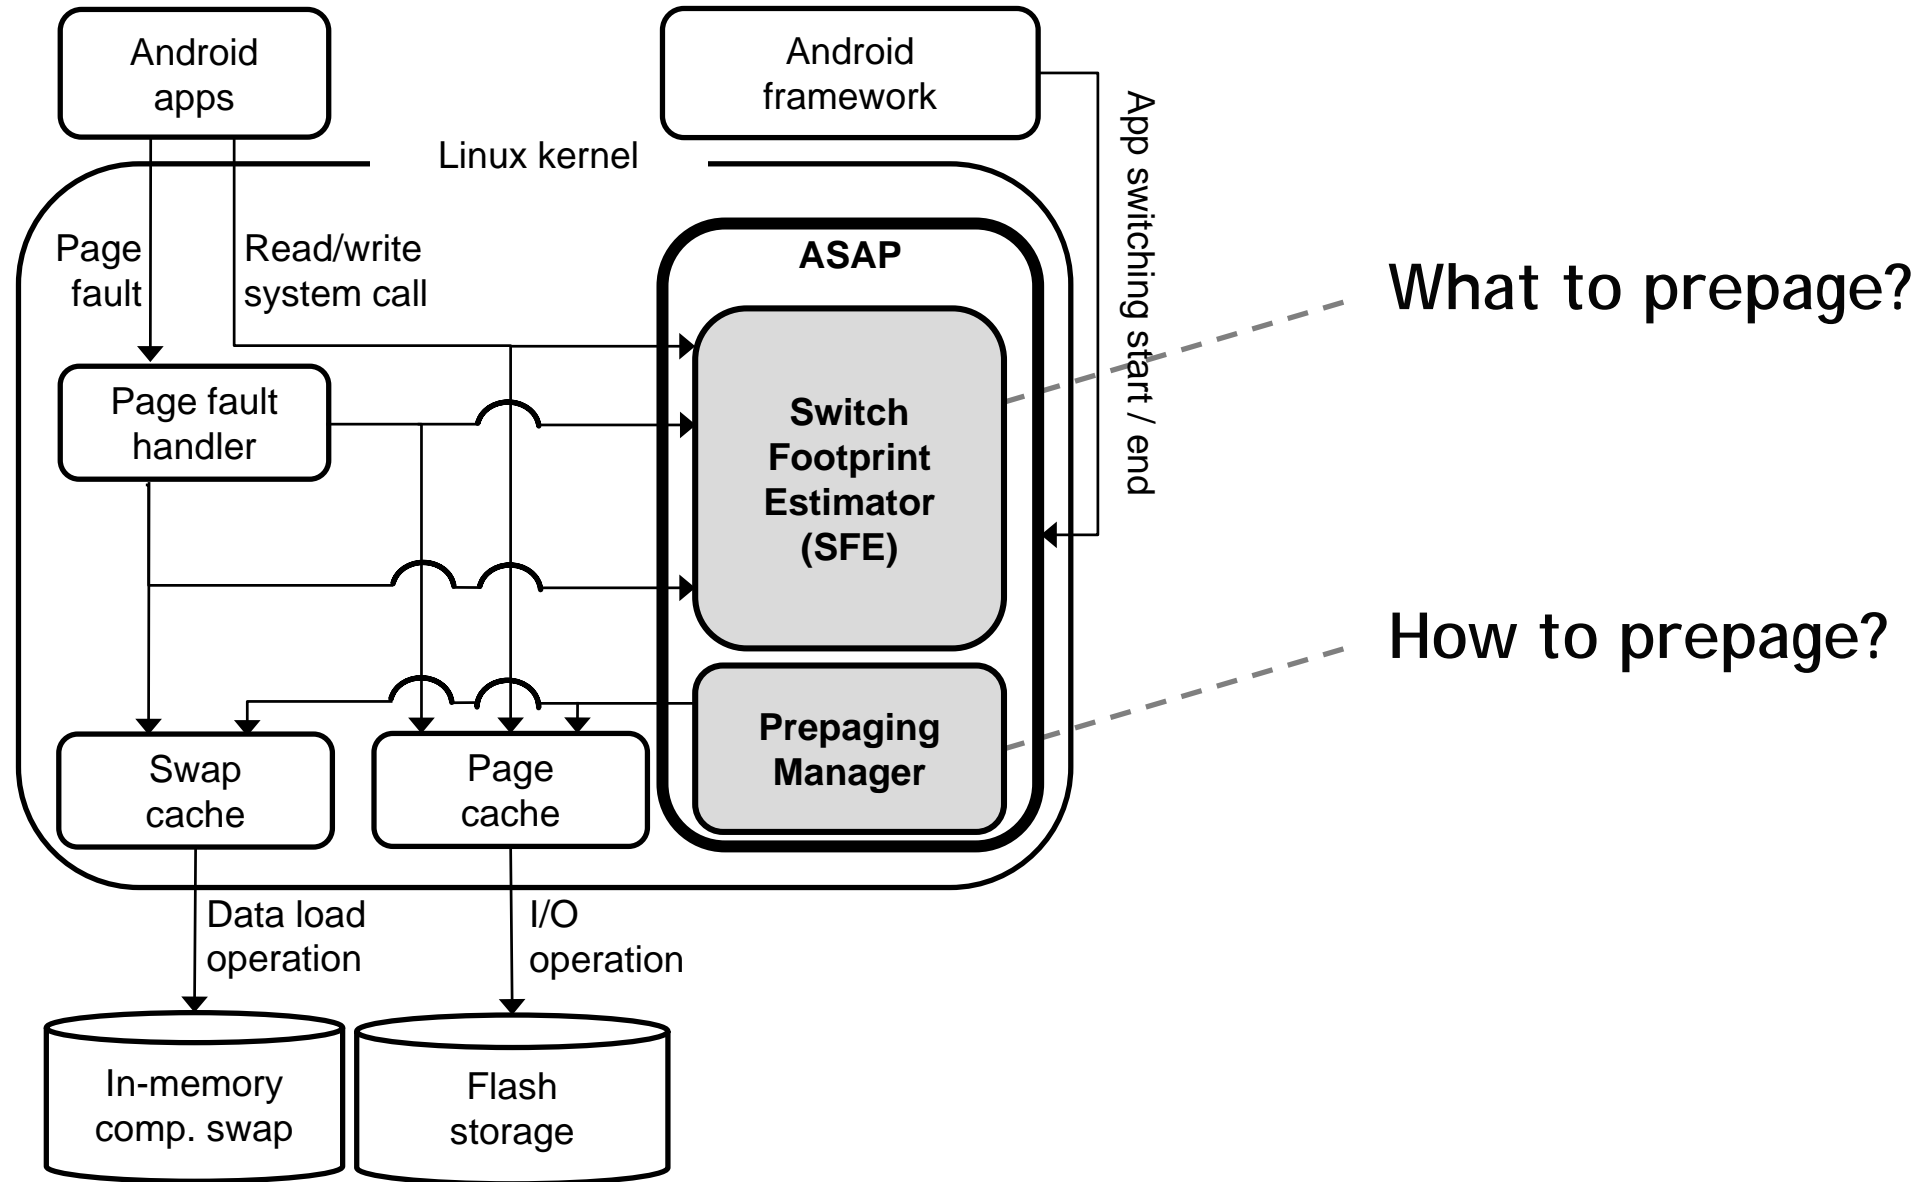 Android
apps
Android
framework
Linux kernel
App switching start / end
Page
fault
Read/write
system call
ASAP
What to prepage?
Page fault
handler
Switch
Footprint
Estimator
(SFE)
How to prepage?
Swap
cache
Page
cache
Prepaging
Manager
Data load
operation
I/O
operation
In-memory
comp. swap
Flash
storage